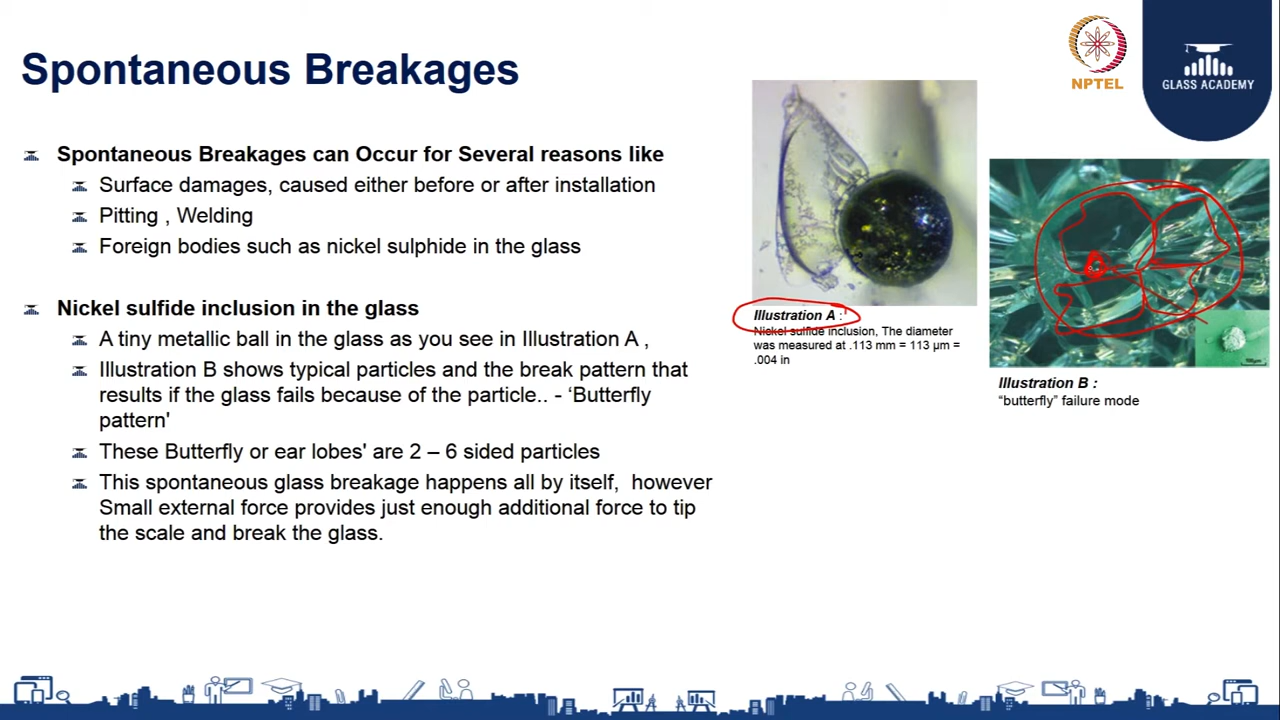 Spontaneous Breakages
NPTEL
GLASS ACADEMY
Spontaneous Breakages can Occur for Several reasons like
Surface damages, caused either before or after installation
Pitting , Welding
Foreign bodies such as nickel sulphide in the glass
Nickel sulfide inclusion in the glass
A tiny metallic ball in the glass as you see in Illustration A ,
Illustration B shows typical particles and the break pattern that
results if the glass fails because of the particle.. - ‘Butterfly
pattern'
These Butterfly or ear lobes' are 2 – 6 sided particles
This spontaneous glass breakage happens all by itself,  however
Small external force provides just enough additional force to tip
the scale and break the glass.
Illustration A :
Nickel sulfide inclusion, The diameter
was measured at .113 mm = 113 µm =
.004 in
Illustration B :
“butterfly” failure mode